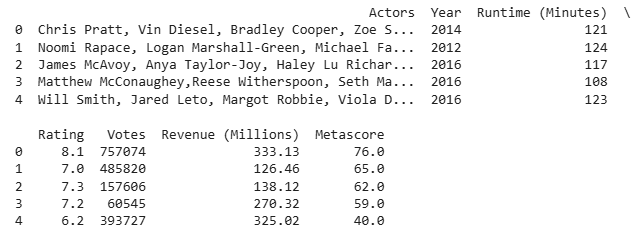 Actors Year Runtime (Minutes) \
0 Chris Pratt, Vin Diesel, Bradley Cooper, Zoe S... 2014 121
1 Noomi Rapace, Logan Marshall-Green, Michael Fa... 2012 124
2 James McAvoy, Anya Taylor-Joy, Haley Lu Richar... 2016 117
3 Matthew McConaughey,Reese Witherspoon, Seth Ma... 2016 108
4 Will Smith, Jared Leto, Margot Robbie, Viola D... 2016 123
Rating Votes Revenue (Millions) Metascore
0 8.1 757074 333.13 76.0
1 7.0 485820 126.46 65.0
2 7.3 157606 138.12 62.0
3 7.2 60545 270.32 59.0
4 6.2 393727 325.02 40.0